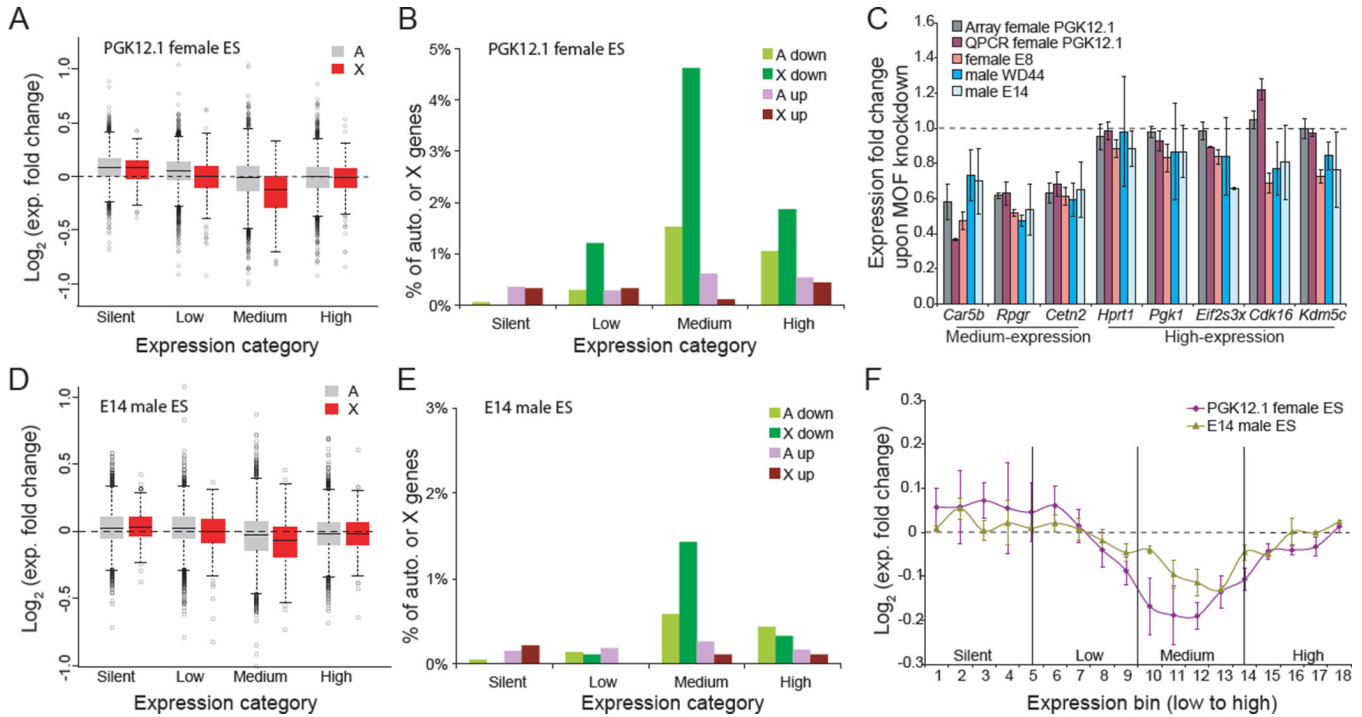 A
PGK12.1 female ES
A
X
Log2 (exp. fold change)
1.0
0.5
0
-0.5
-1.0
Silent Low Medium High
Expression category
B
PGK12.1 female ES
A down
X down
A up
X up
% of auto. or X genes
5%
4%
3%
2%
1%
0%
Silent Low Medium High
Expression category
C
Array female PGK12.1
QPCR female PGK12.1
female E8
male WD44
male E14
Expression fold change
upon MOF knockdown
1.6
1.4
1.2
1.0
0.8
0.6
0.4
0.2
0.0
Car5b Rpgr Cetn2 Hprt1 Pgk1 Eif2s3x Cdk16 Kdm5c
Medium-expression High-expression
D
E14 male ES
A
X
Log2 (exp. fold change)
1.0
0.5
0
-0.5
-1.0
Silent Low Medium High
Expression category
E
E14 male ES
A down
X down
A up
X up
% of auto. or X genes
3%
2%
1%
0%
Silent Low Medium High
Expression category
F
PGK12.1 female ES
E14 male ES
Log2 (exp. fold change)
0.3
0.2
0.1
0
-0.1
-0.2
-0.3
Silent Low Medium High
1 2 3 4 5 6 7 8 9 10 11 12 13 14 15 16 17 18
Expression bin (low to high)